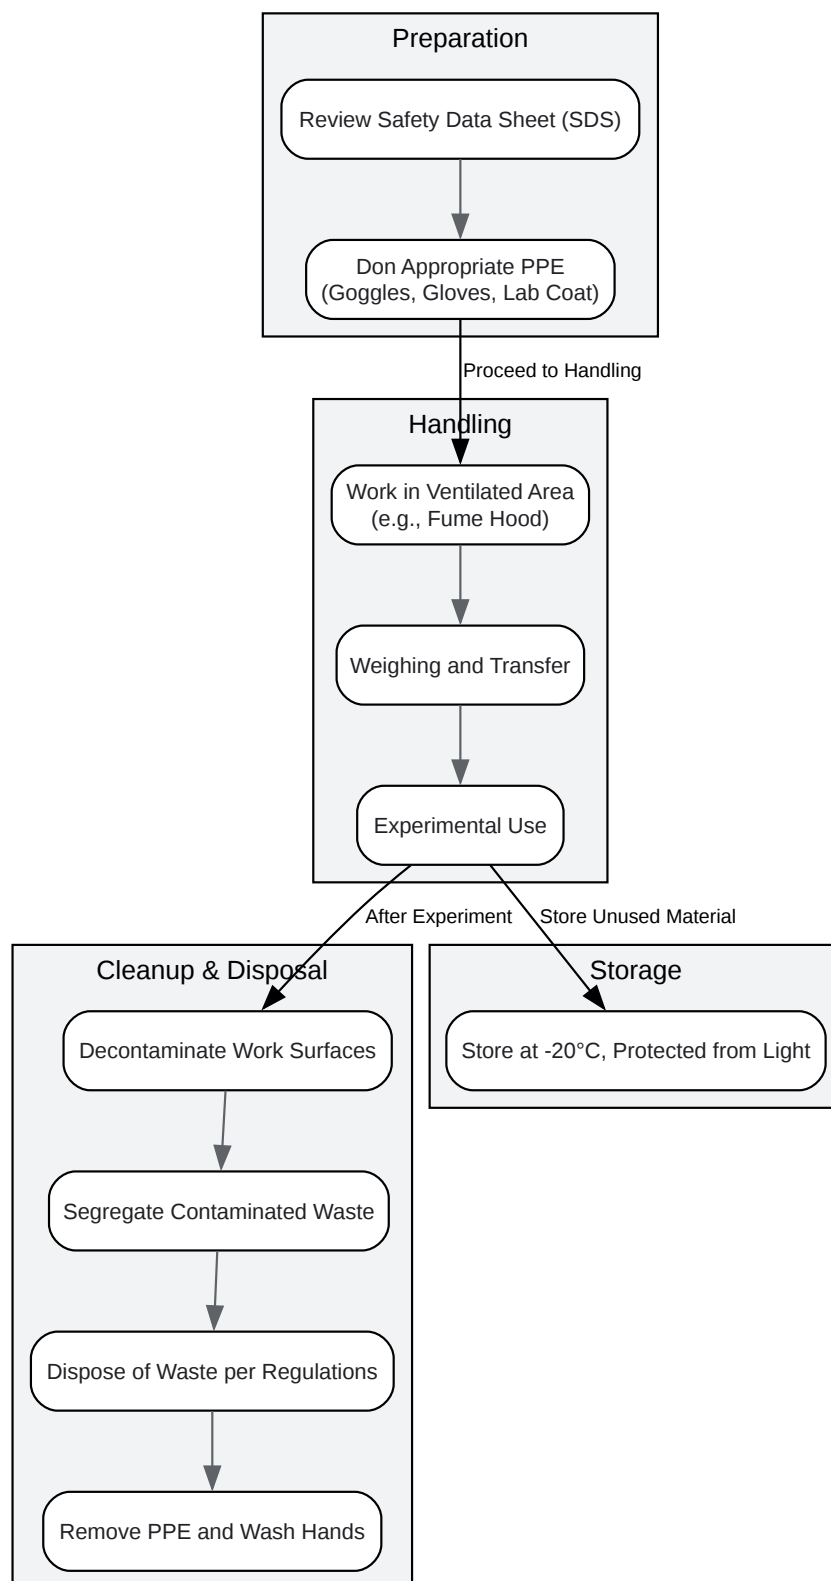 Preparation
Review Safety Data Sheet (SDS)
Don Appropriate PPE
(Goggles, Gloves, Lab Coat)
Proceed to Handling
Handling
Work in Ventilated Area
(e.g., Fume Hood)
Weighing and Transfer
Experimental Use
After Experiment
Store Unused Material
Cleanup & Disposal
Decontaminate Work Surfaces
Segregate Contaminated Waste
Dispose of Waste per Regulations
Remove PPE and Wash Hands
Storage
Store at -20°C, Protected from Light